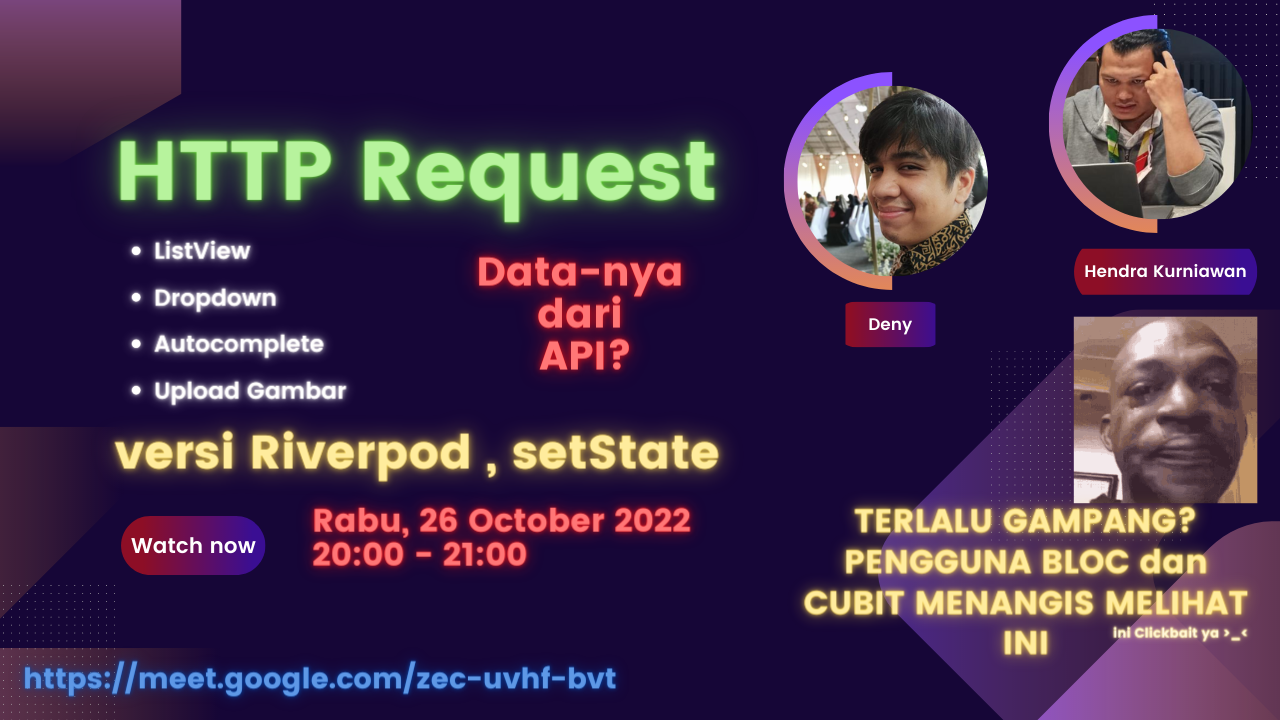 HTTP Request
ListView
Dropdown
Autocomplete
Upload Gambar
Data-nya
dari
API?
versi Riverpod , setState
Watch now
Rabu, 26 October 2022
20:00 - 21:00
https://meet.google.com/zec-uvhf-bvt
Deny
Hendra Kurniawan
TERLALU GAMPANG?
PENGGUNA BLOC dan
CUBIT MENANGIS MELIHAT
INI
ini Clickbait ya >_<